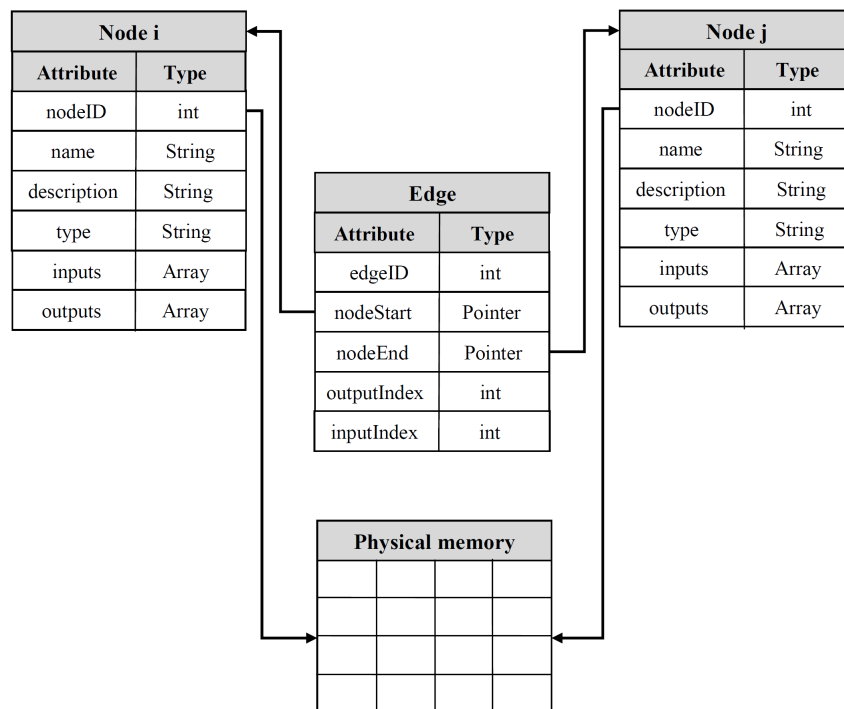 Node i
Attribute Type
nodeID int
name String
description String
type String
inputs Array
outputs Array
Node j
Attribute Type
nodeID int
name String
description String
type String
inputs Array
outputs Array
Edge
Attribute Type
edgeID int
nodeStart Pointer
nodeEnd Pointer
outputIndex int
inputIndex int
Physical memory